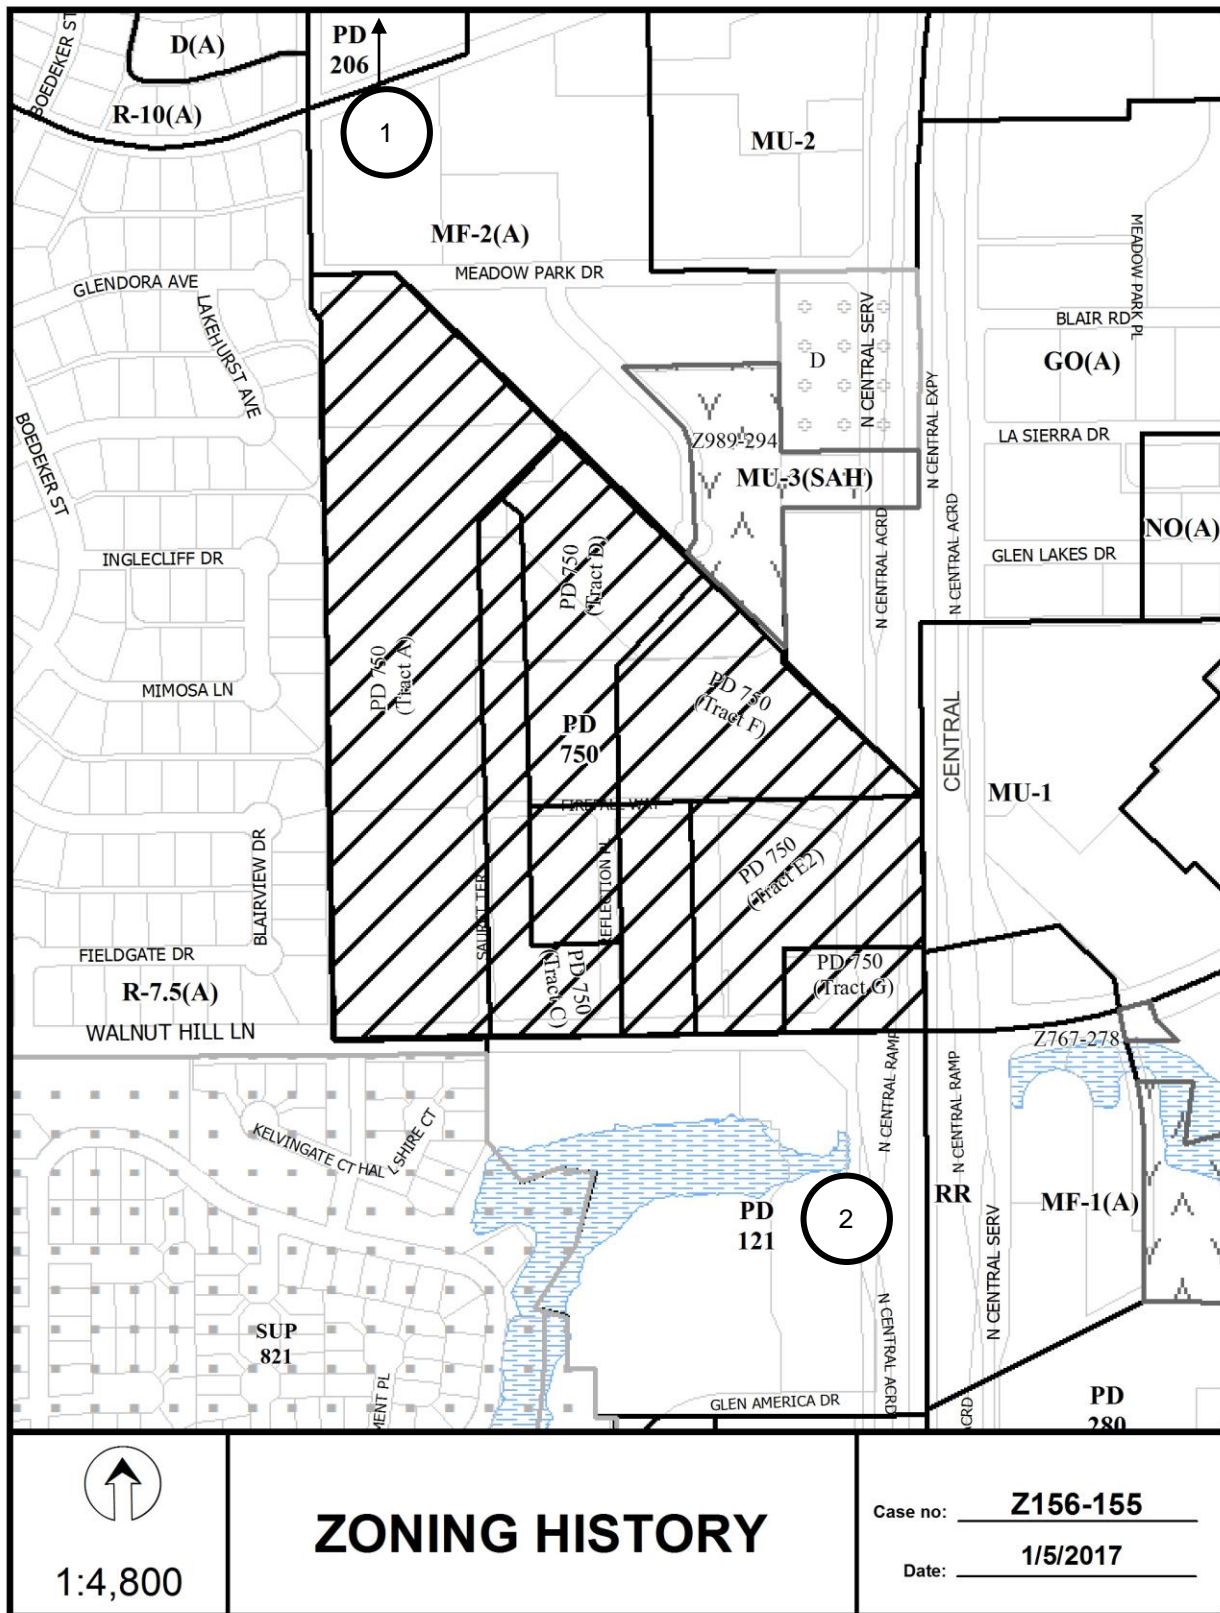 BOEDEKER ST
D(A)
PD
206
R-10(A)
1
MU-2
MF-2(A)
MEADOW PARK DR
GLENDORA AVE
LAKEHURST AVE
N CENTRAL SERV
MEADOW PARK PL
BLAIR RD
D
GO(A)
N CENTRAL EXPY
BOEDEKER ST
Z989-294
LA SIERRA DR
MU-3(SAH)
N CENTRAL ACRD
N CENTRAL ACRD
NO(A)
INGLECLIFF DR
GLEN LAKES DR
PD 750
(Tract D)
PD 750
(Tract A)
MIMOSA LN
PD 750
(Tract F)
PD
750
CENTRAL
MU-1
FIREFALL WAY
BLAIRVIEW DR
PD 750
(Tract E2)
SAURET TER
REFLECTION PL
FIELDGATE DR
PD 750
(Tract C)
PD 750
(Tract G)
R-7.5(A)
WALNUT HILL LN
Z767-278
N CENTRAL RAMP
N CENTRAL RAMP
KELVINGATE CT
HALLSHIRE CT
PD
121
2
RR
MF-1(A)
N CENTRAL SERV
SUP
821
N CENTRAL ACRD
MENT PL
GLEN AMERICA DR
ACRD
PD
280
1:4,800
ZONING HISTORY
Case no: Z156-155
Date: 1/5/2017